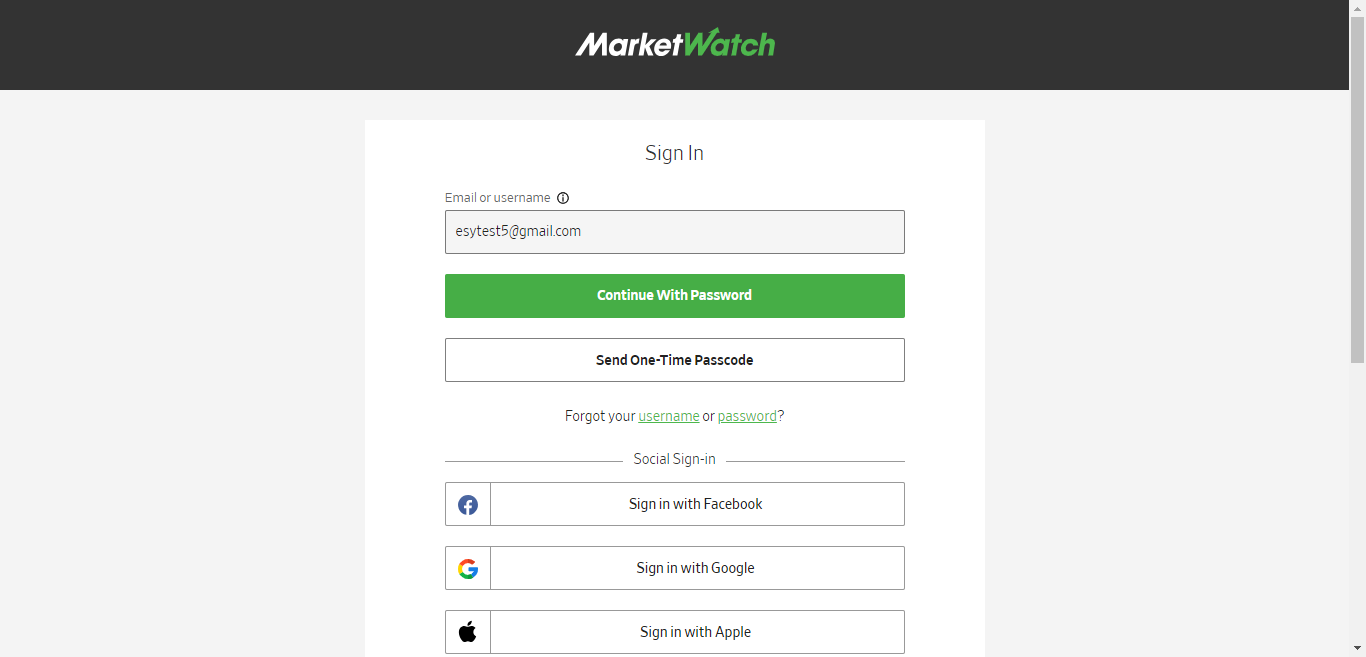 MarketWatch
Sign In
Email or username
esytest5@gmail.com
Continue With Password
Send One-Time Passcode
Forgot your username or password?
Social Sign-in
Sign in with Facebook
Sign in with Google
Sign in with Apple